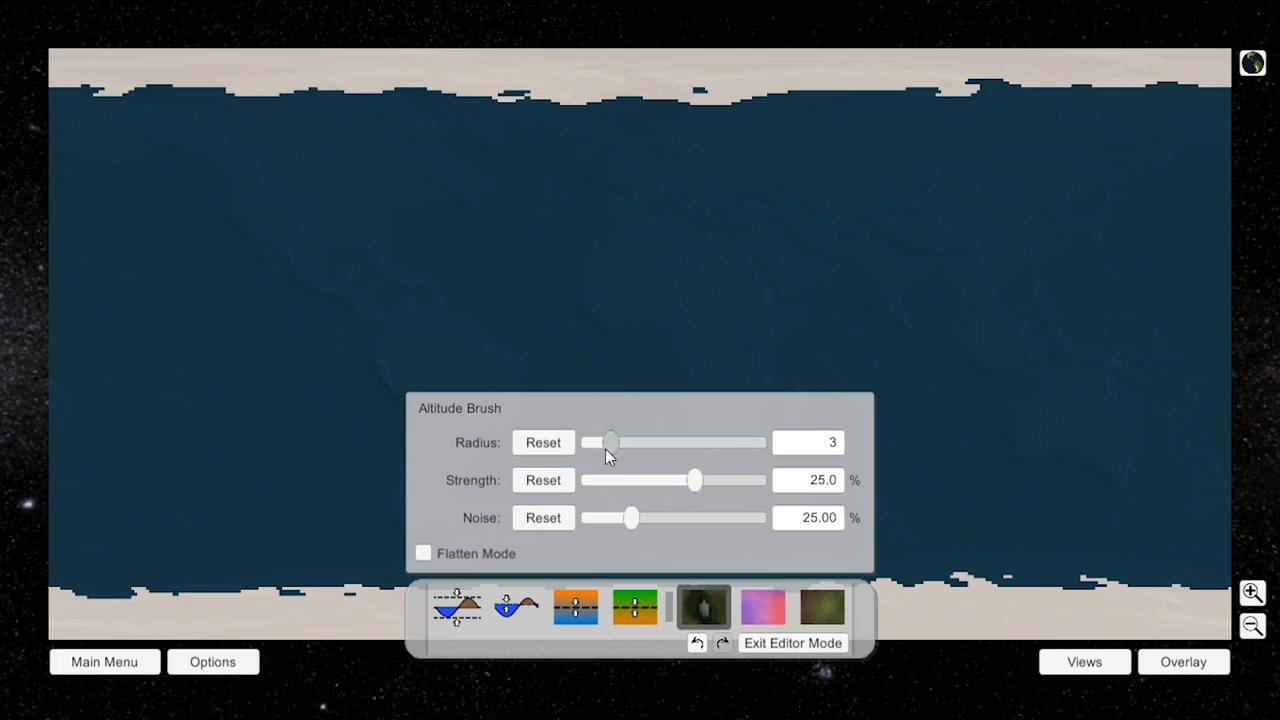 Altitude Brush
Radius: Reset 3
Strength: Reset 25.0 %
Noise: Reset 25.00 %
Flatten Mode
Exit Editor Mode
Main Menu Options Views Overlay